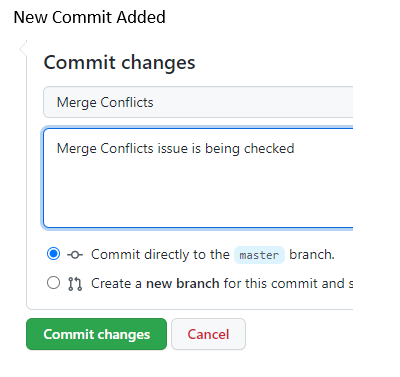 New Commit Added
Commit changes
Merge Conflicts
Merge Conflicts issue is being checked
Commit directly to the master branch.
Create a new branch for this commit and s
Commit changes
Cancel